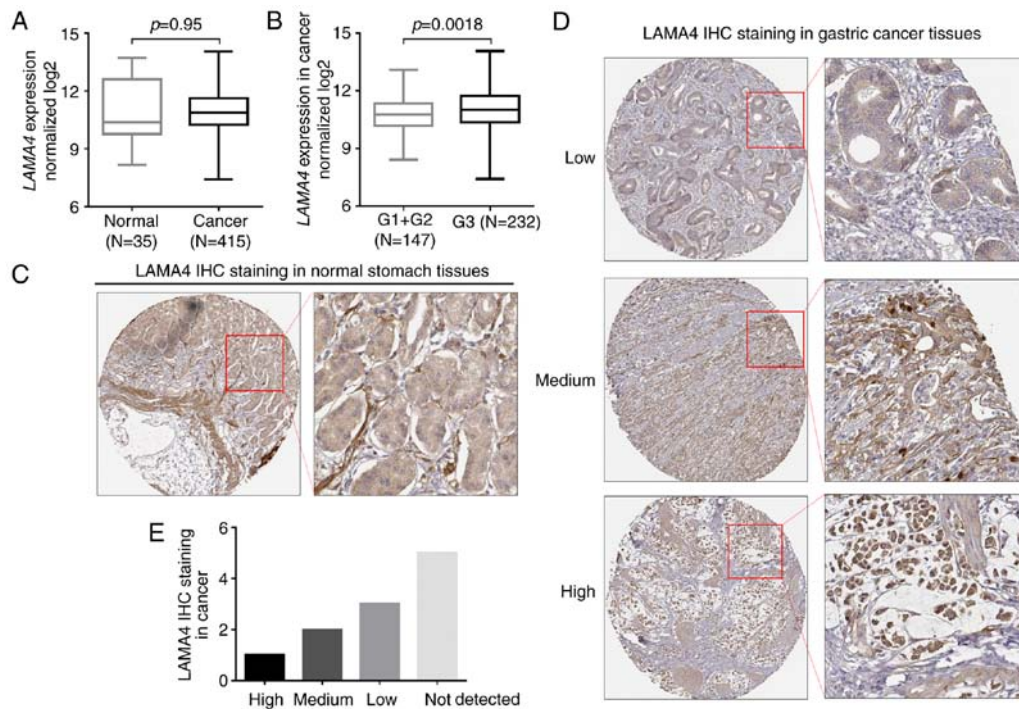 A
p=0.95
LAMA4 expression
normalized log2
15
12
9
6
Normal
(N=35)
Cancer
(N=415)
B
p=0.0018
LAMA4 expression in cancer
normalized log2
15
12
9
6
G1+G2
(N=147)
G3 (N=232)
C
LAMA4 IHC staining in normal stomach tissues
D
LAMA4 IHC staining in gastric cancer tissues
Low
Medium
High
E
LAMA4 IHC staining
in cancer
6
4
2
0
High
Medium
Low
Not detected